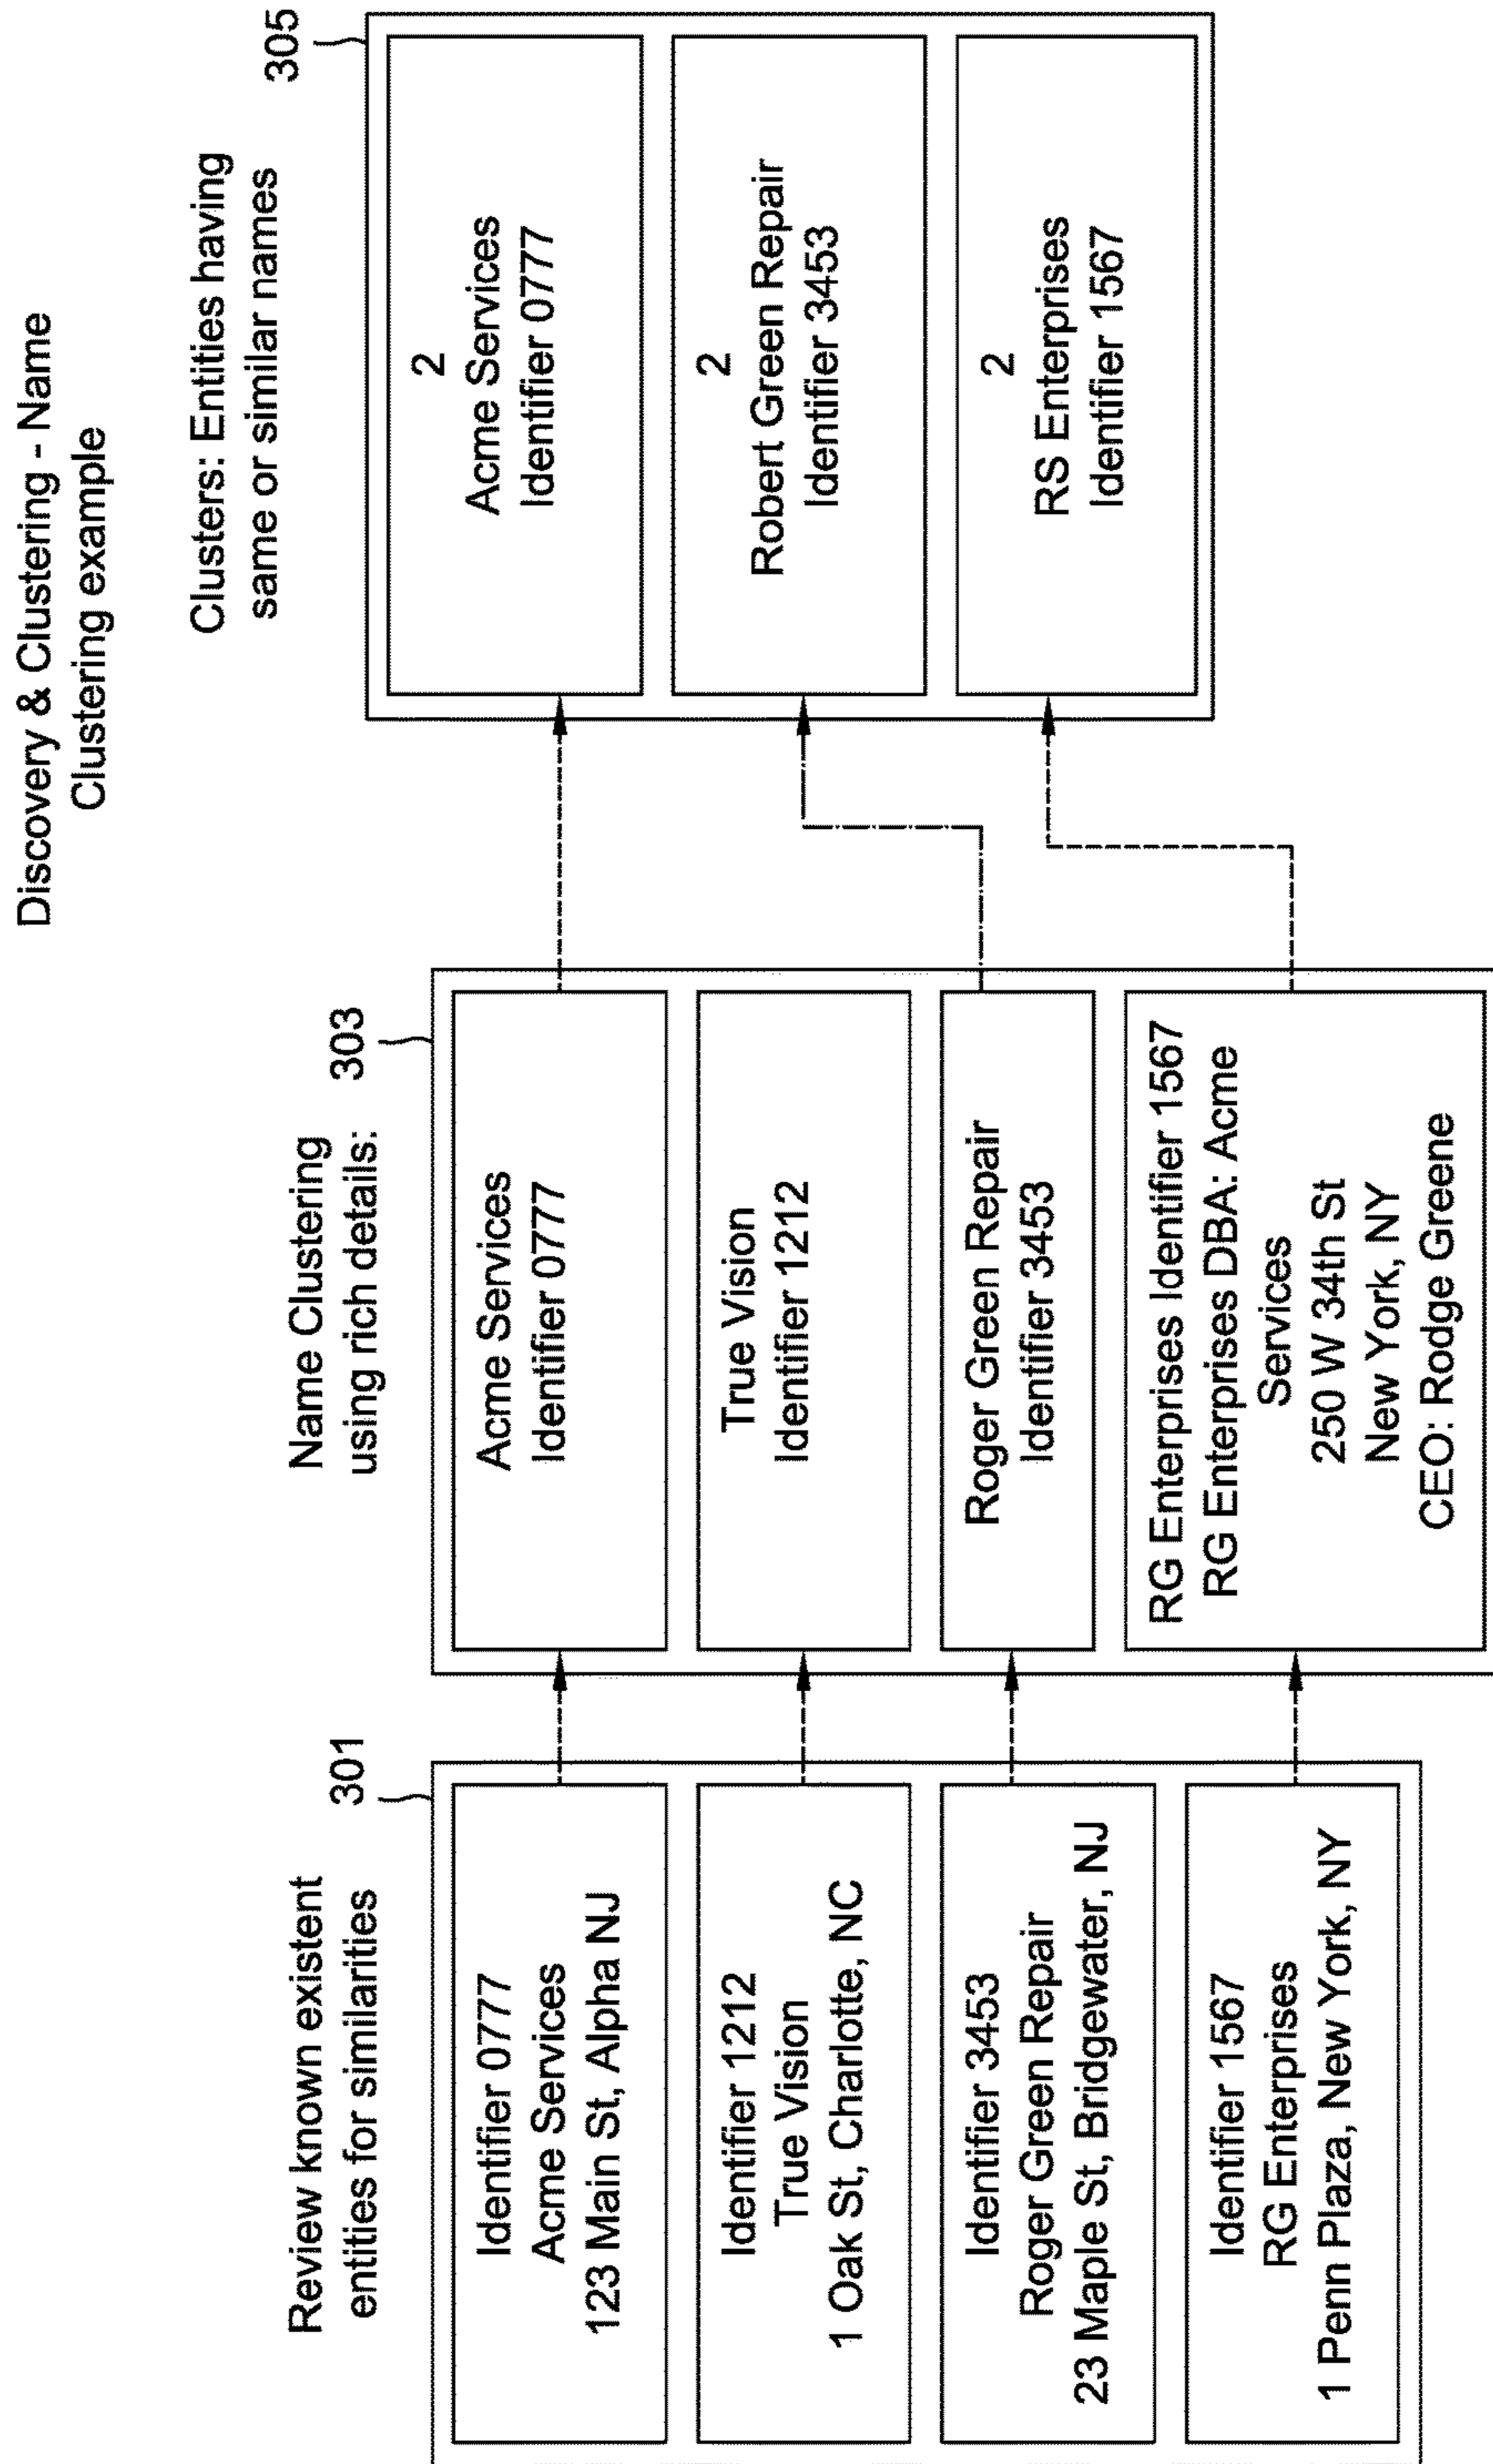 Discovery & Clustering - Name
Clustering example
Review known existent
entities for similarities
301
Identifier 0777
Acme Services
123 Main St, Alpha NJ
Identifier 1212
True Vision
1 Oak St, Charlotte, NC
Identifier 3453
Roger Green Repair
23 Maple St, Bridgewater, NJ
Identifier 1567
RG Enterprises
1 Penn Plaza, New York, NY
Name Clustering
using rich details:
303
Acme Services
Identifier 0777
True Vision
Identifier 1212
Roger Green Repair
Identifier 3453
RG Enterprises Identifier 1567
RG Enterprises DBA: Acme
Services
250 W 34th St
New York, NY
CEO: Rodge Greene
Clusters: Entities having
same or similar names
305
2
Acme Services
Identifier 0777
2
Robert Green Repair
Identifier 3453
2
RS Enterprises
Identifier 1567